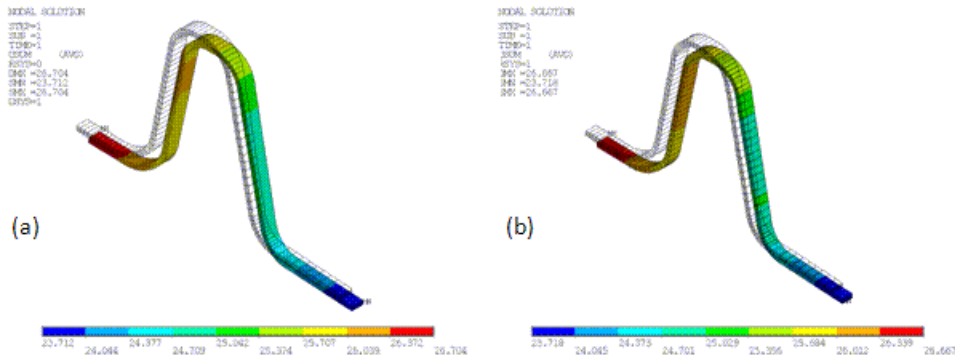 NODAL SOLUTION
STEP=1
SUB =1
TIME=1
USUM (AVG)
RSYS=0
DMX =26.704
SMN =23.712
SMX =26.704
(a)
23.712 24.377 25.042 25.707 26.372
24.044 24.709 25.374 26.039 26.704
NODAL SOLUTION
STEP=1
SUB =1
TIME=1
USUM (AVG)
RSYS=1
DMX =26.667
SMN =23.718
SMX =26.667
(b)
23.718 24.373 25.029 25.684 26.339
24.045 24.701 25.356 26.012 26.667